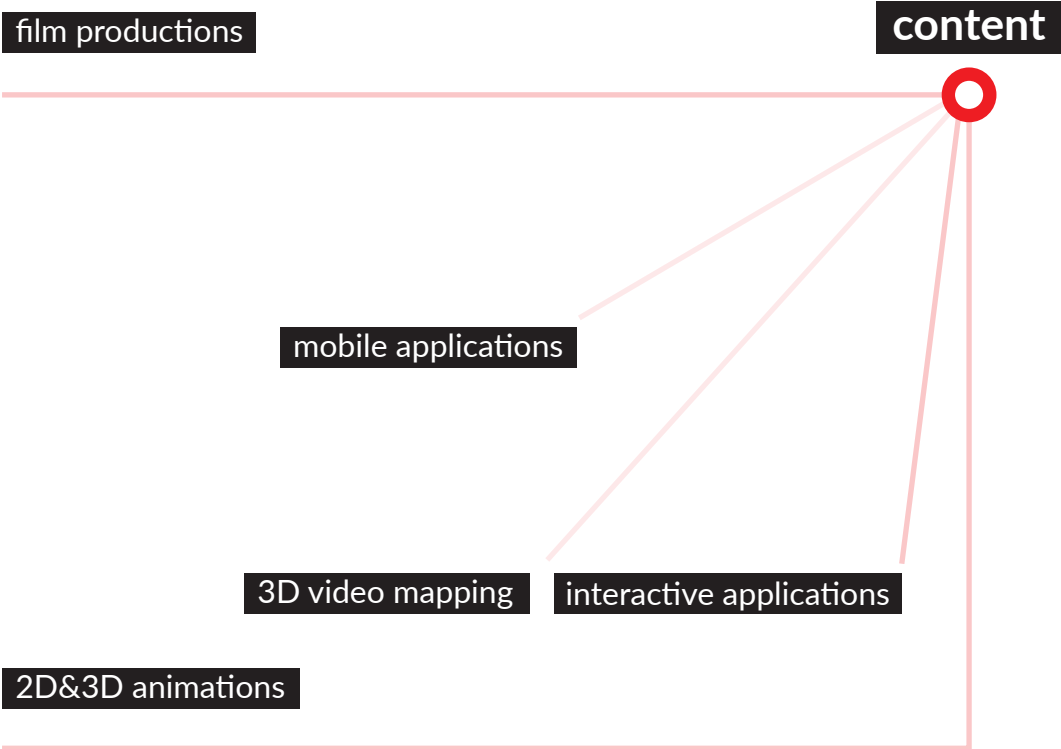 film productions
content
mobile applications
3D video mapping
interactive applications
2D&3D animations